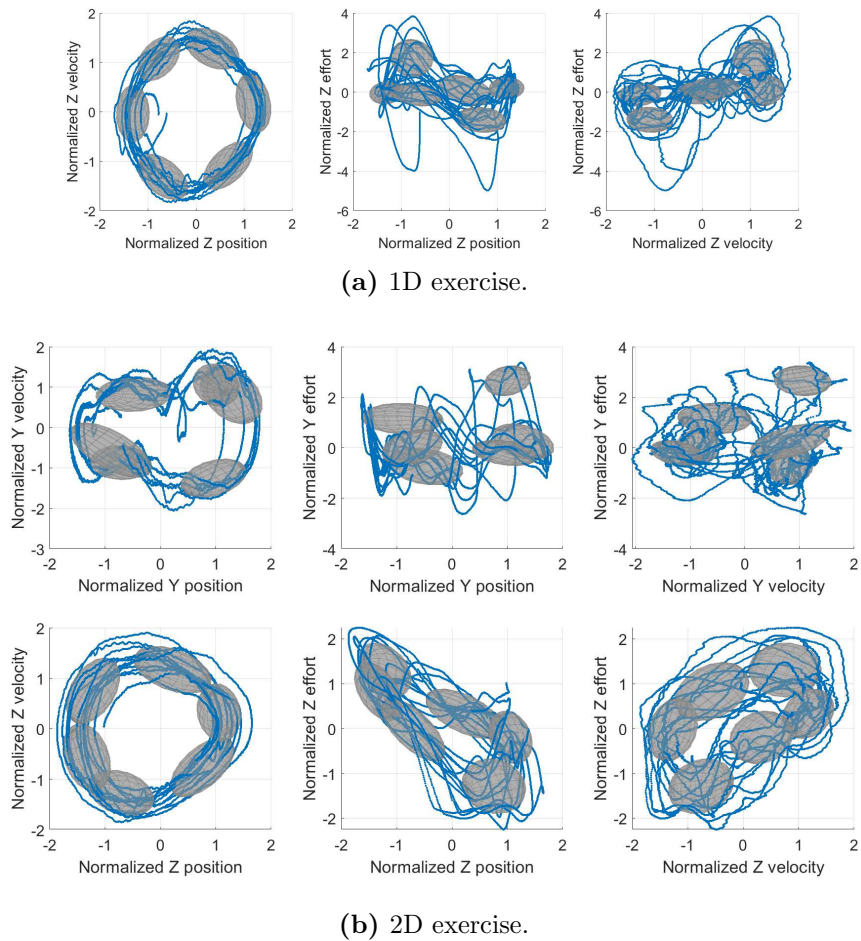 2
1
0
-1
-2
-2 -1 0 1 2
Normalized Z position
Normalized Z velocity
4
2
0
-2
-4
-6
-2 -1 0 1 2
Normalized Z position
Normalized Z effort
4
2
0
-2
-4
-6
-2 -1 0 1 2
Normalized Z velocity
Normalized Z effort
(a) 1D exercise.
2
1
0
-1
-2
-3
-2 -1 0 1 2
Normalized Y position
Normalized Y velocity
4
2
0
-2
-4
-2 -1 0 1 2
Normalized Y position
Normalized Y effort
4
2
0
-2
-4
-2 -1 0 1 2
Normalized Y velocity
Normalized Y effort
2
1
0
-1
-2
-2 -1 0 1 2
Normalized Z position
Normalized Z velocity
2
1
0
-1
-2
-2 -1 0 1 2
Normalized Z position
Normalized Z effort
2
1
0
-1
-2
-2 -1 0 1 2
Normalized Z velocity
Normalized Z effort
(b) 2D exercise.